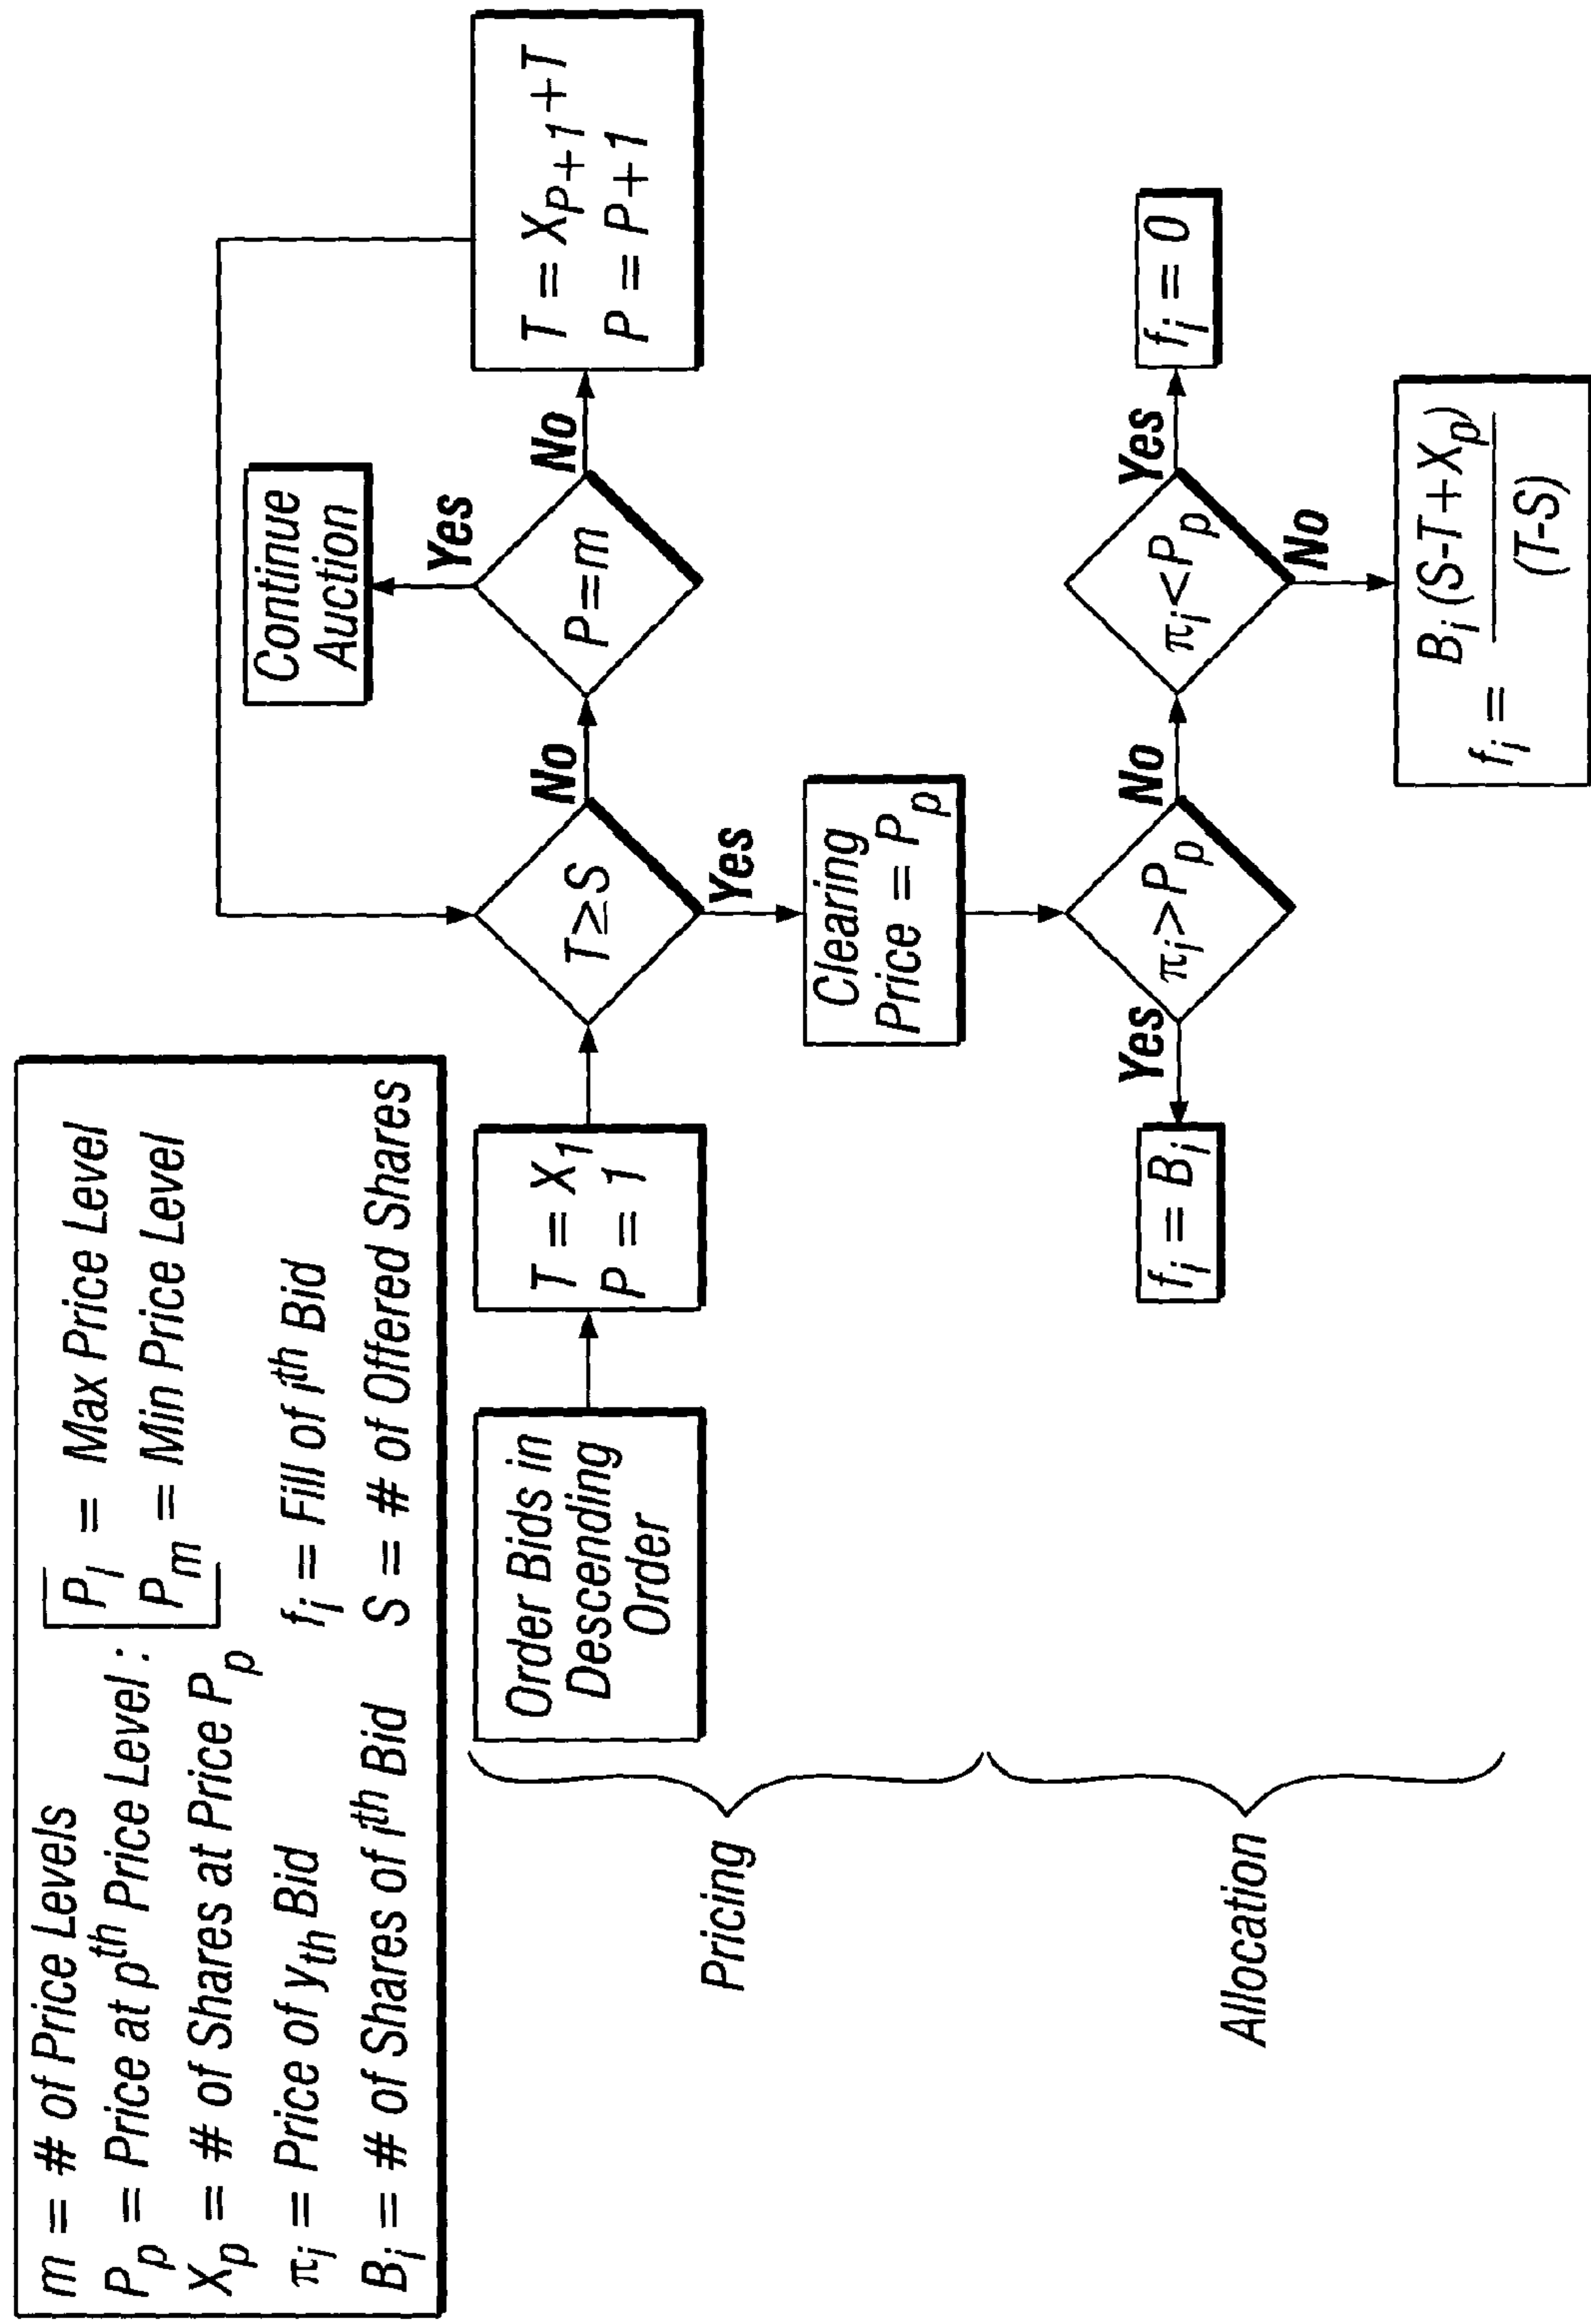 m = # of Price Levels
P_p = Price at p^th Price Level :
P_l = Max Price Level
P_m = Min Price Level
X_p = # of Shares at Price P_p
π_i = Price of y_th Bid
f_i = Fill of i^th Bid
B_i = # of Shares of i^th Bid
S = # of Offered Shares
Pricing
Order Bids in
Descending
Order
T = X_1
P = 1
T≥S
No
P=m
Yes
Continue
Auction
No
T = X_{P+1}+T
P = P+1
Yes
Clearing
Price = P_p
Allocation
π_i>P_p
Yes
f_i = B_i
No
π_i<P_p
Yes
f_i = 0
No
f_i = B_i (S-T+X_p)
(T-S)